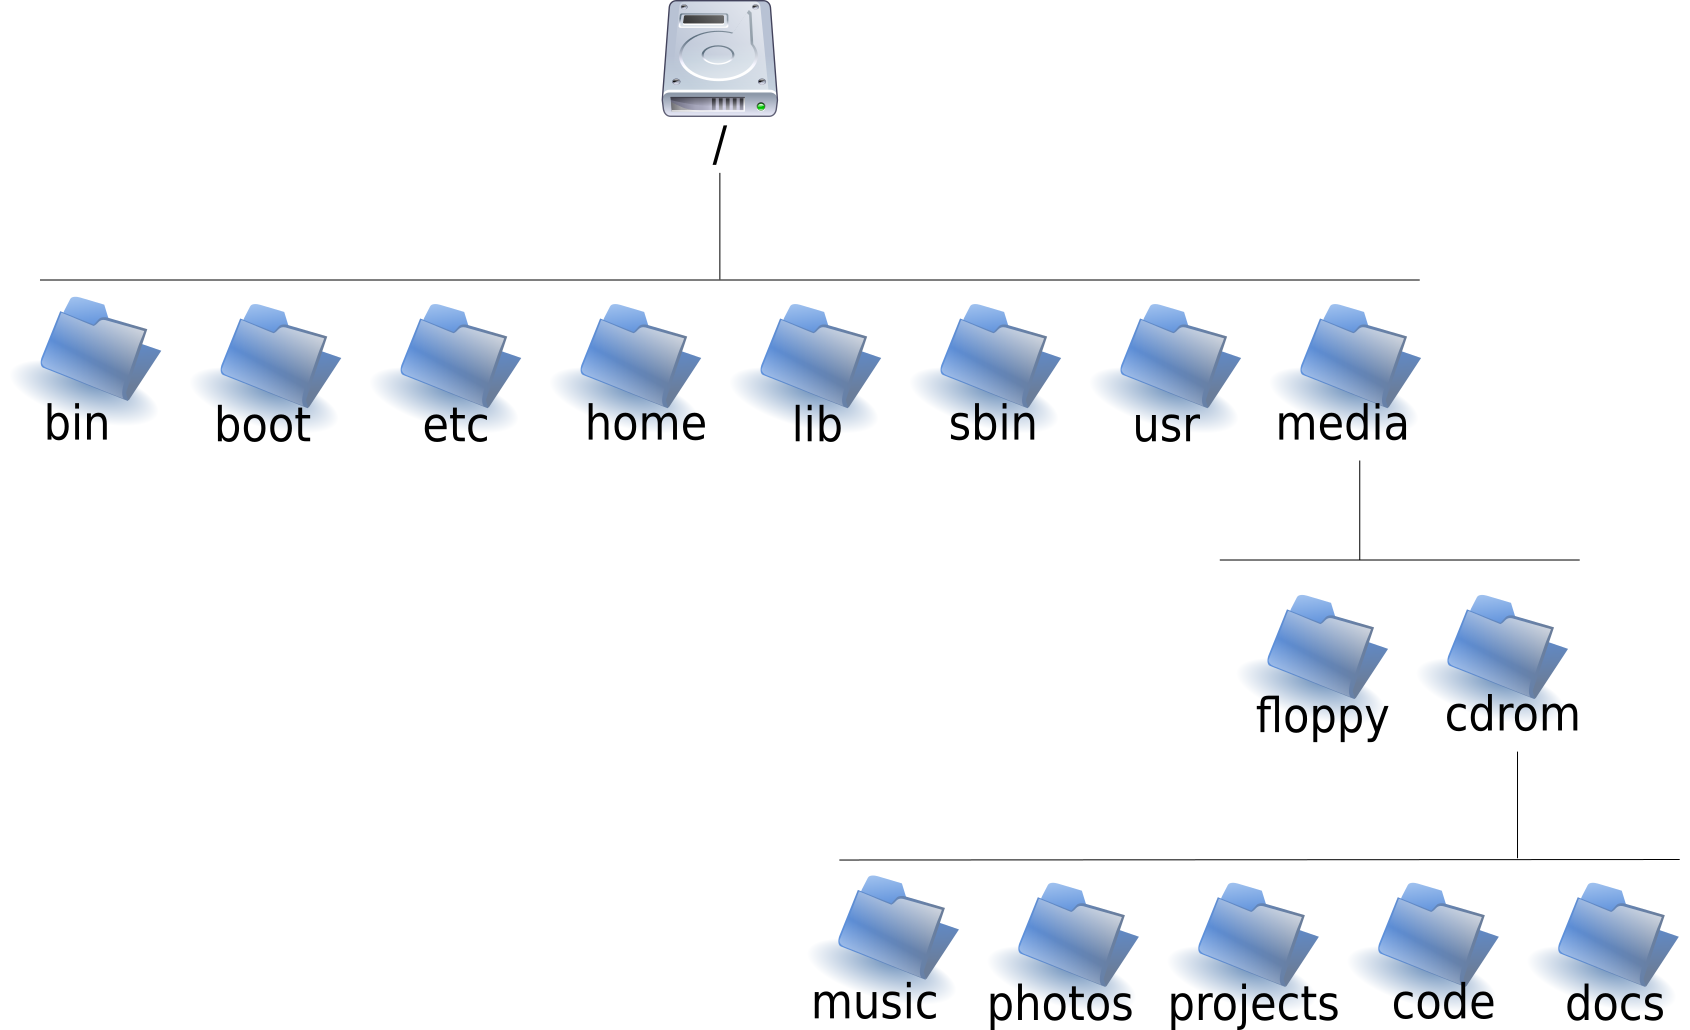 /
bin boot etc home lib sbin usr media
floppy cdrom
music photos projects code docs